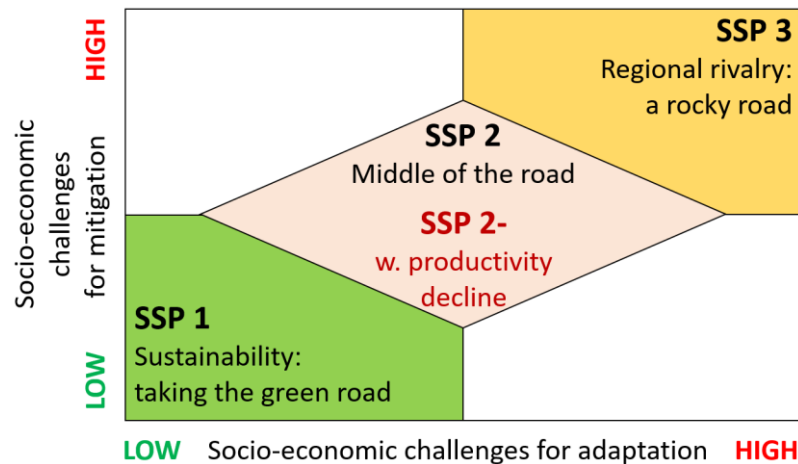 HIGH
Socio-economic
challenges
for mitigation
LOW
SSP 3
Regional rivalry:
a rocky road
SSP 2
Middle of the road
SSP 2-
w. productivity
decline
SSP 1
Sustainability:
taking the green road
LOW Socio-economic challenges for adaptation HIGH